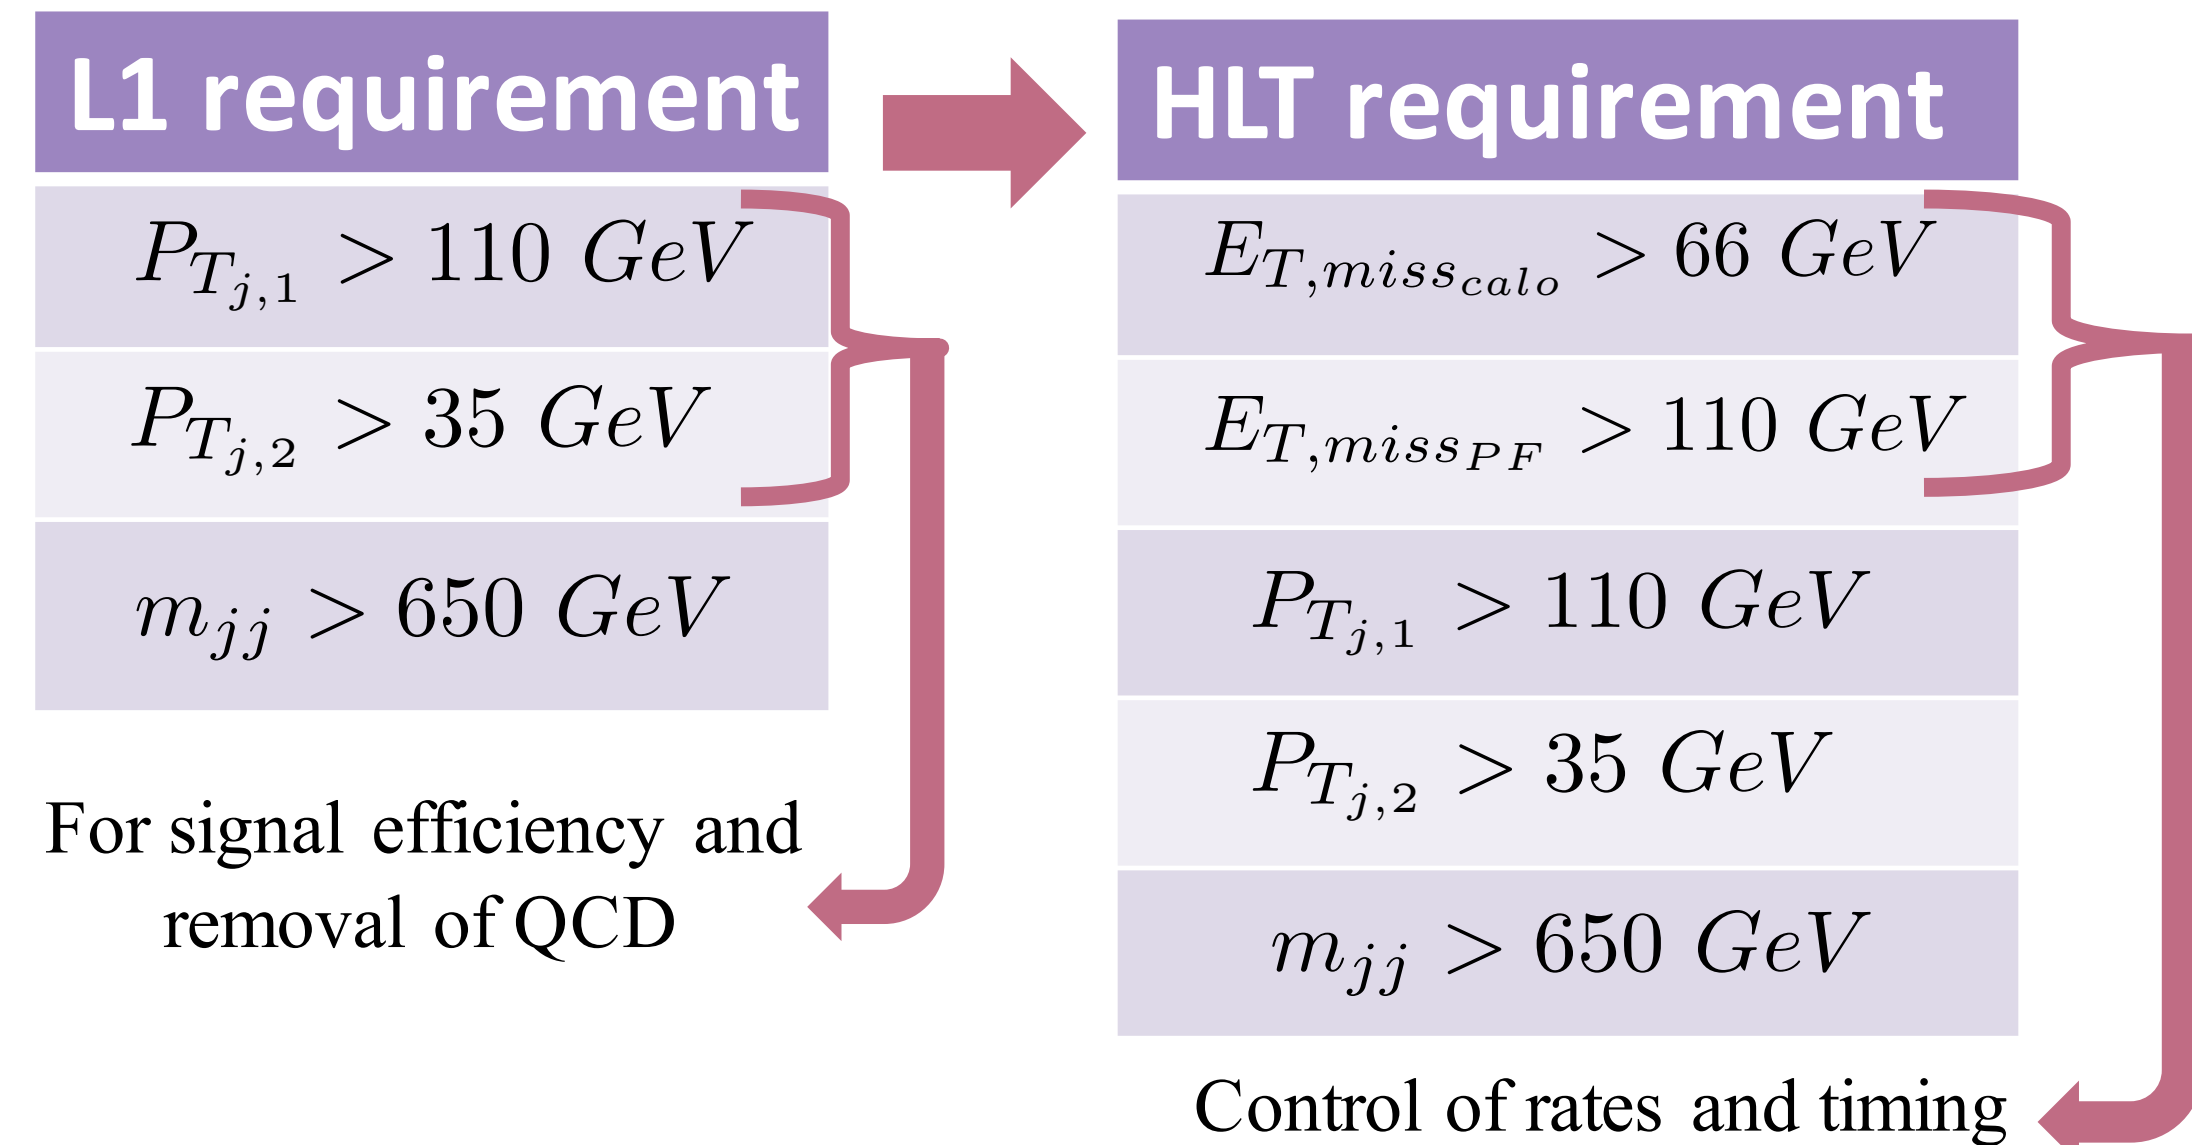 L1 requirement
P_{T_{j,1}} > 110 GeV
P_{T_{j,2}} > 35 GeV
m_{jj} > 650 GeV
For signal efficiency and
removal of QCD
HLT requirement
E_{T,miss_{calo}} > 66 GeV
E_{T,miss_{PF}} > 110 GeV
P_{T_{j,1}} > 110 GeV
P_{T_{j,2}} > 35 GeV
m_{jj} > 650 GeV
Control of rates and timing